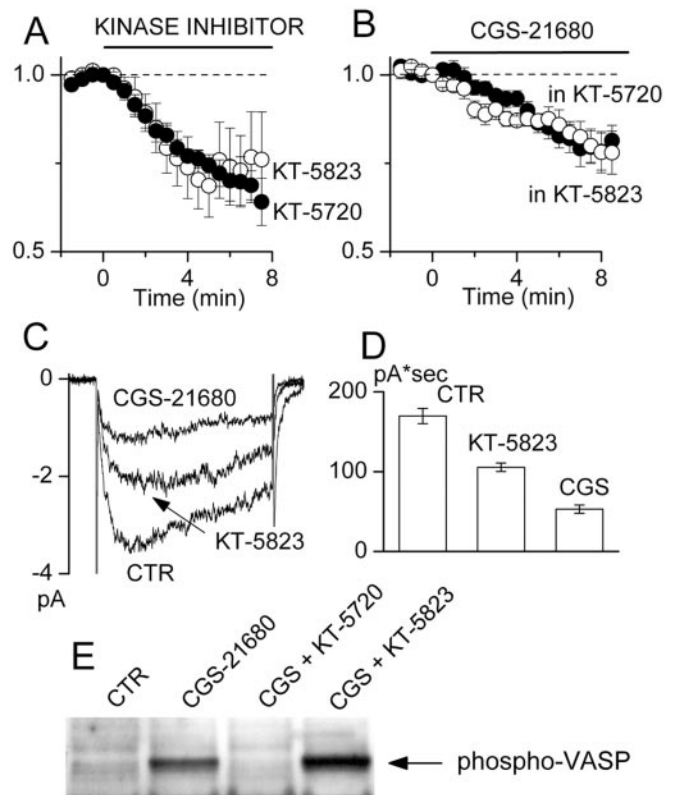 A
KINASE INHIBITOR
1.0
0.5
KT-5823
KT-5720
0 4 8
Time (min)
B
CGS-21680
1.0
0.5
in KT-5720
in KT-5823
0 4 8
Time (min)
C
0
-2
-4
pA
CGS-21680
KT-5823
CTR
D
pA*sec
200
100
0
CTR
KT-5823
CGS
E
CTR
CGS-21680
CGS + KT-5720
CGS + KT-5823
phospho-VASP